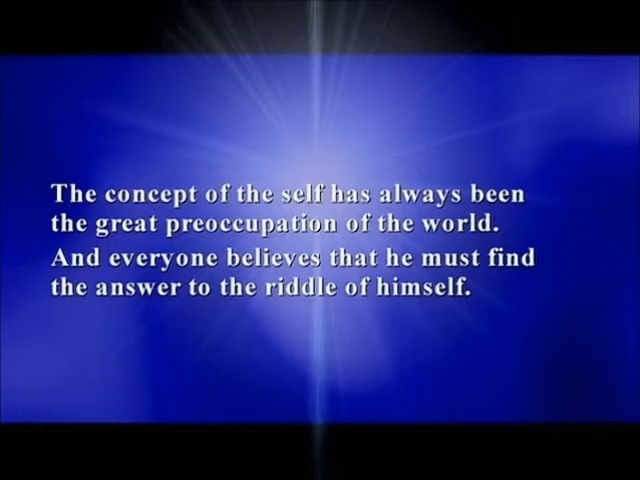 The concept of the self has always been
the great preoccupation of the world.
And everyone believes that he must find
the answer to the riddle of himself.